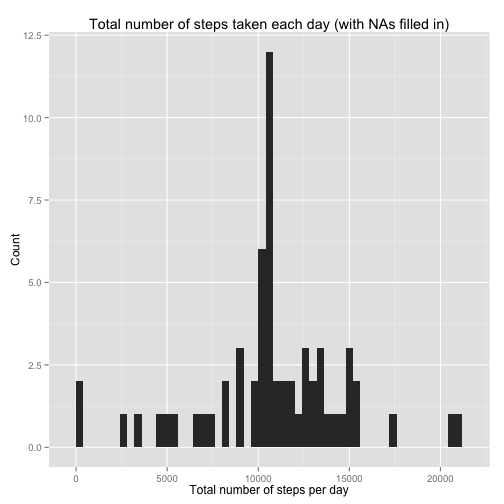 Total number of steps taken each day (with NAs filled in)
12.5
10.0
7.5
5.0
2.5
0.0
Count
0 5000 10000 15000 20000
Total number of steps per day